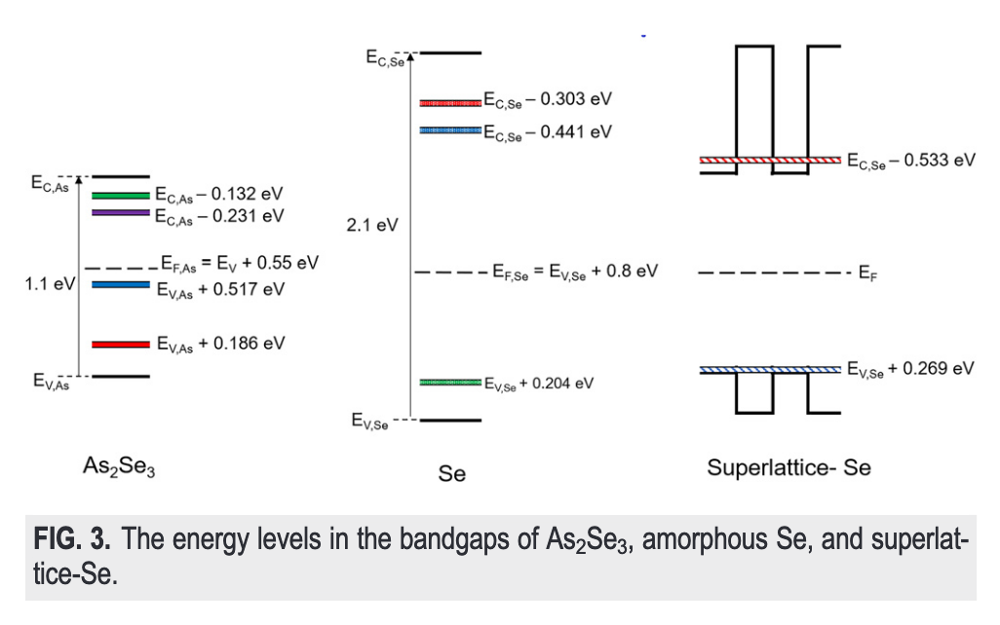 E_C,As
E_C,As – 0.132 eV
E_C,As – 0.231 eV
E_F,As = E_V + 0.55 eV
1.1 eV
E_V,As + 0.517 eV
E_V,As + 0.186 eV
E_V,As
As₂Se₃
E_C,Se
E_C,Se – 0.303 eV
E_C,Se – 0.441 eV
2.1 eV
E_F,Se = E_V,Se + 0.8 eV
E_V,Se + 0.204 eV
E_V,Se
Se
E_C,Se – 0.533 eV
E_F
E_V,Se + 0.269 eV
Superlattice- Se
FIG. 3. The energy levels in the bandgaps of As₂Se₃, amorphous Se, and superlat-
tice-Se.